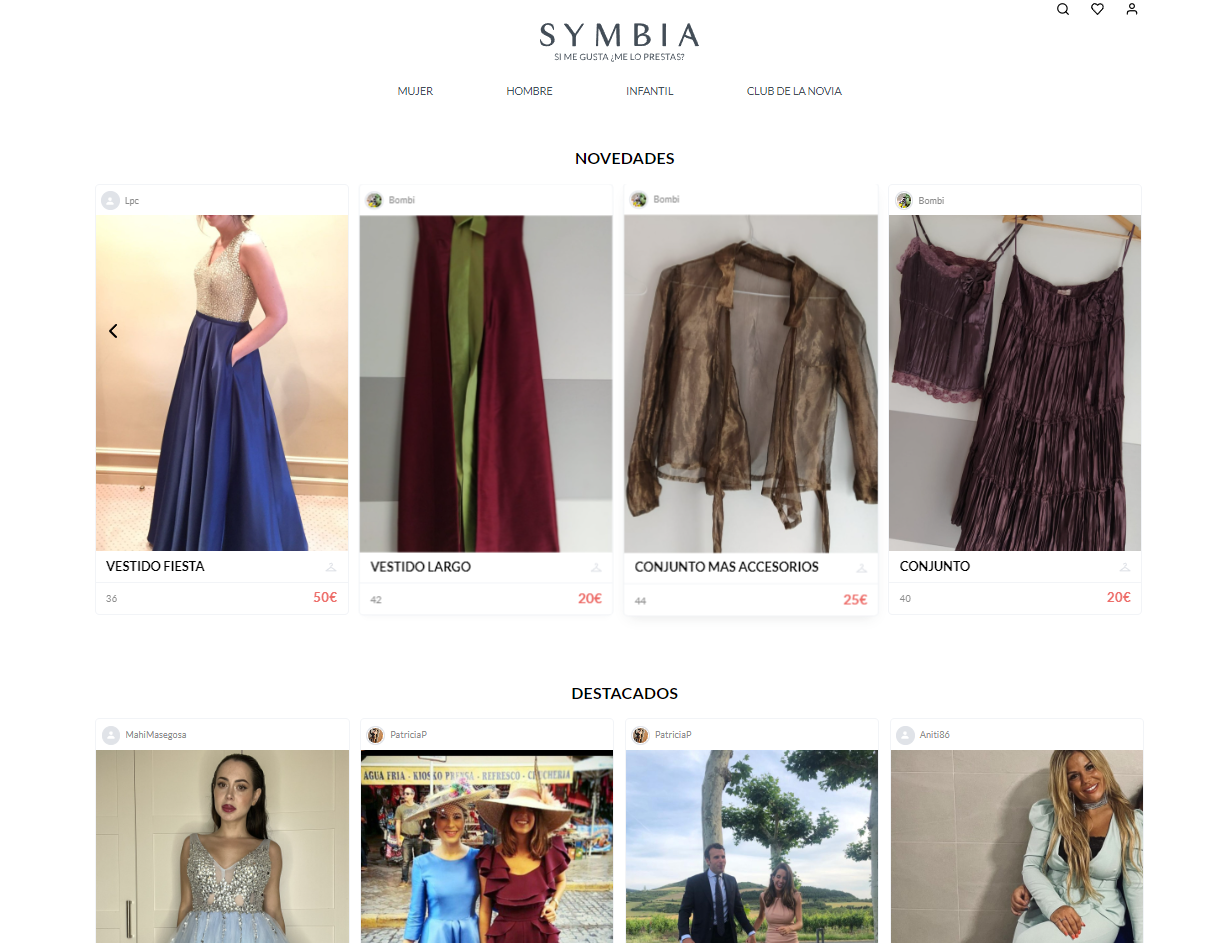 SYMBIA
SI ME GUSTA ¿ME LO PRESTAS?
MUJER HOMBRE INFANTIL CLUB DE LA NOVIA
NOVEDADES
Lpc
Bombi
Bombi
Bombi
VESTIDO FIESTA
36 50€
VESTIDO LARGO
42 20€
CONJUNTO MAS ACCESORIOS
44 25€
CONJUNTO
40 20€
DESTACADOS
MahiMasegosa
PatriciaP
PatriciaP
Aniti86
AGUA FRIA - KIOSKO PRENSA - REFRESCO - CHUCHERIA